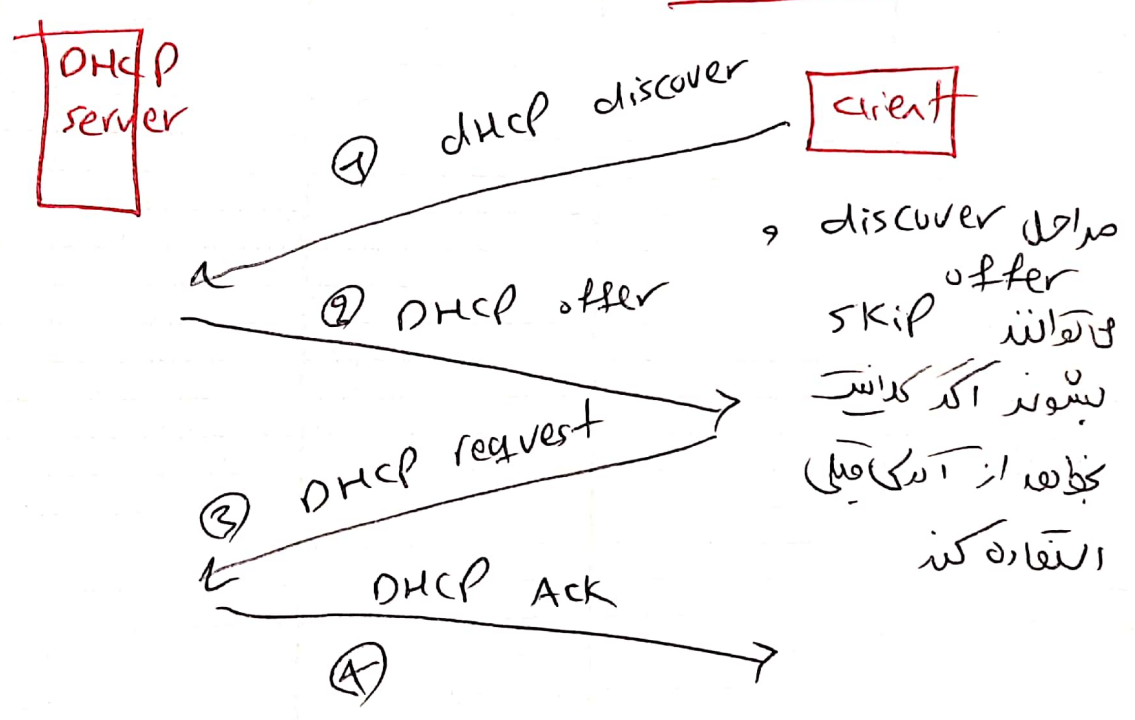 DHCP
server
client
① dHCP discover
② DHCP offer
③ DHCP request
DHCP Ack
④
مراحل discover و
offer
می‌توانند skip
بشوند اگر کلاینت
بخواهد از آدرس قبلی
استفاده کند